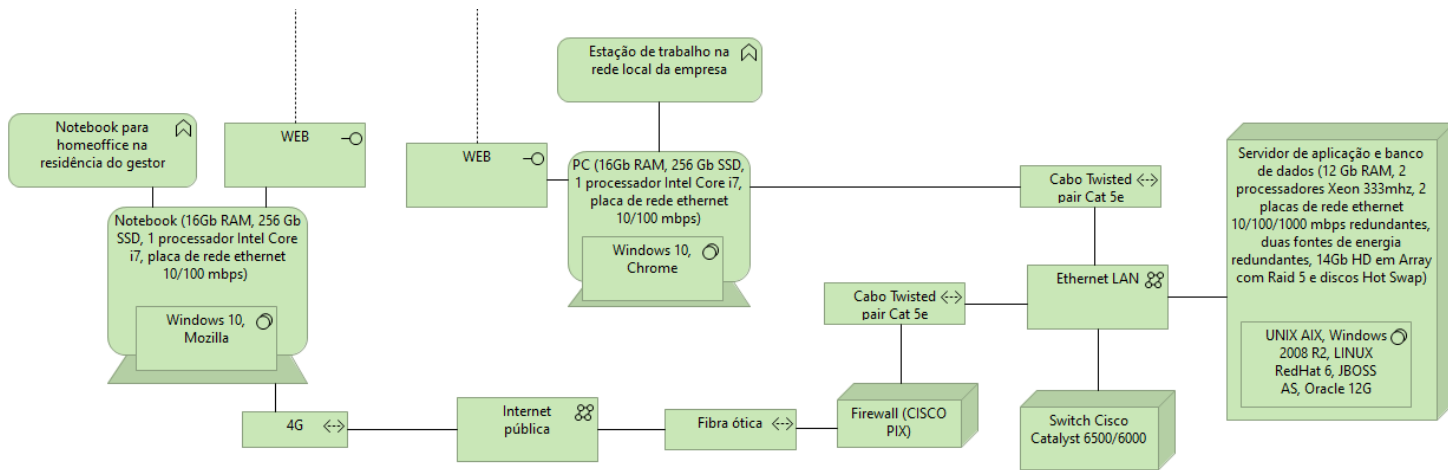 Estação de trabalho na
rede local da empresa
Notebook para
homeoffice na
residência do gestor
WEB
WEB
PC (16Gb RAM, 256 Gb SSD,
1 processador Intel Core i7,
placa de rede ethernet
10/100 mbps)
Windows 10,
Chrome
Cabo Twisted
pair Cat 5e
Servidor de aplicação e banco
de dados (12 Gb RAM, 2
processadores Xeon 333mhz, 2
placas de rede ethernet
10/100/1000 mbps redundantes,
duas fontes de energia
redundantes, 14Gb HD em Array
com Raid 5 e discos Hot Swap)
UNIX AIX, Windows
2008 R2, LINUX
RedHat 6, JBOSS
AS, Oracle 12G
Notebook (16Gb RAM, 256 Gb
SSD, 1 processador Intel Core
i7, placa de rede ethernet
10/100 mbps)
Windows 10,
Mozilla
Ethernet LAN
Cabo Twisted
pair Cat 5e
4G
Internet
pública
Fibra ótica
Firewall (CISCO
PIX)
Switch Cisco
Catalyst 6500/6000